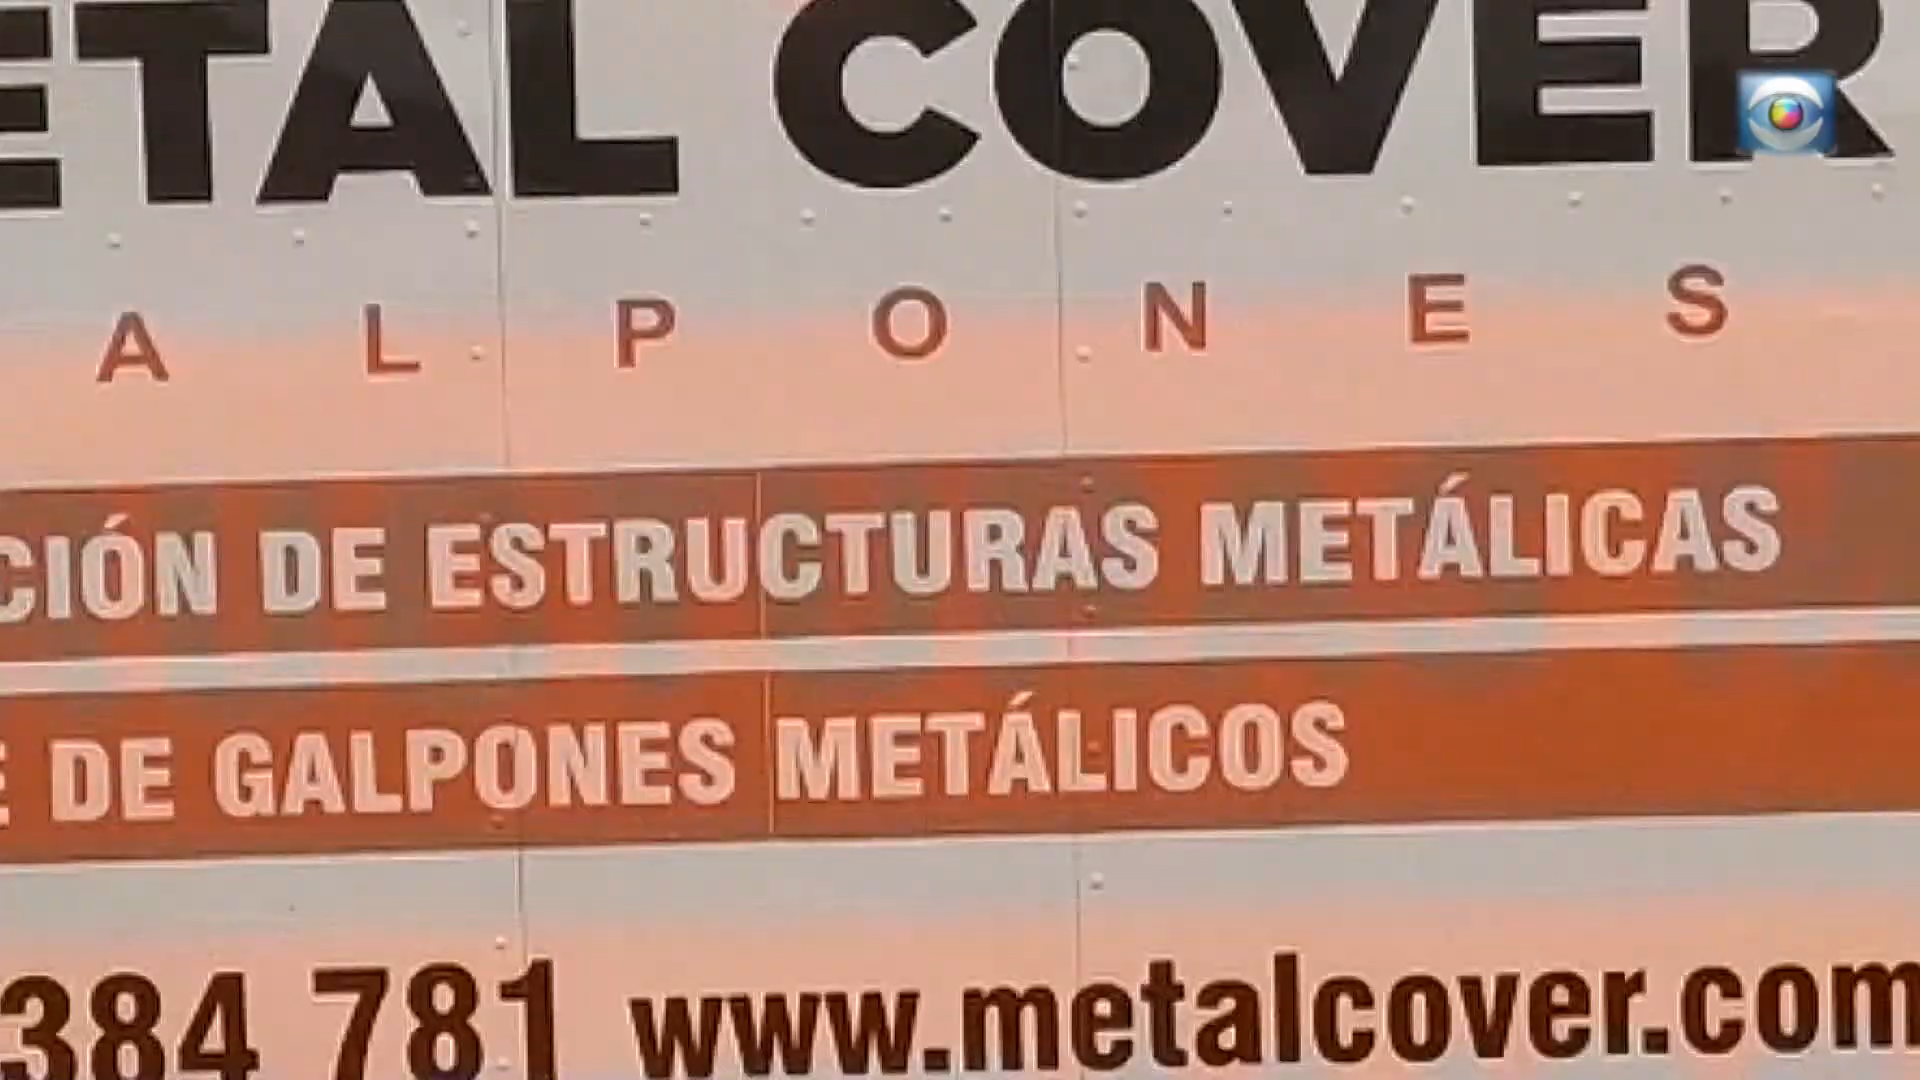 ETAL COVER
ALPONES
CIÓN DE ESTRUCTURAS METÁLICAS
E DE GALPONES METÁLICOS
384 781 www.metalcover.com